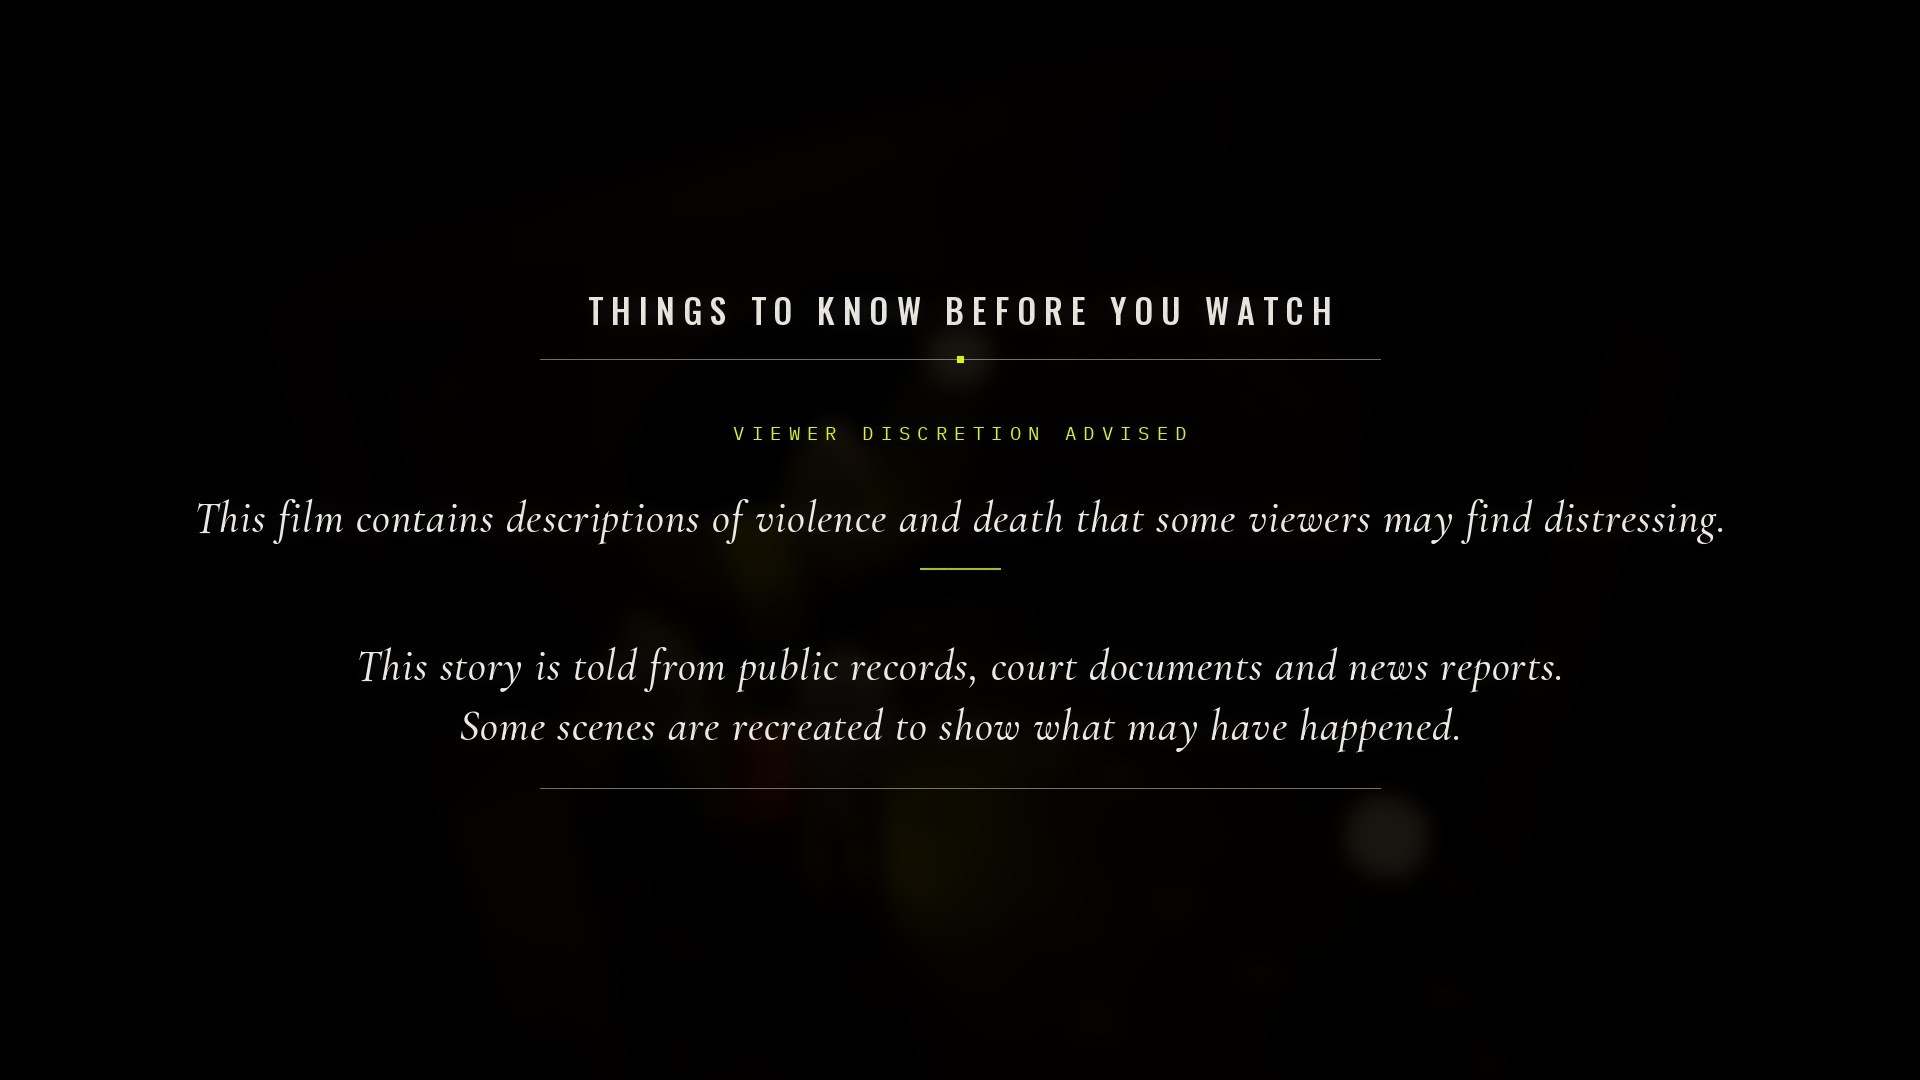 THINGS TO KNOW BEFORE YOU WATCH
VIEWER DISCRETION ADVISED
This film contains descriptions of violence and death that some viewers may find distressing.
This story is told from public records, court documents and news reports.
Some scenes are recreated to show what may have happened.